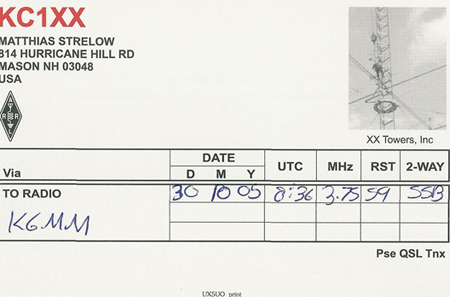 KC1XX
MATTHIAS STRELOW
814 HURRICANE HILL RD
MASON NH 03048
USA
ARRL
XX Towers, Inc
Via DATE UTC MHz RST 2-WAY
D M Y
TO RADIO 30 10 05 8:36 3.75 59 SSB
K6MM
Pse QSL Tnx
UX5UO print